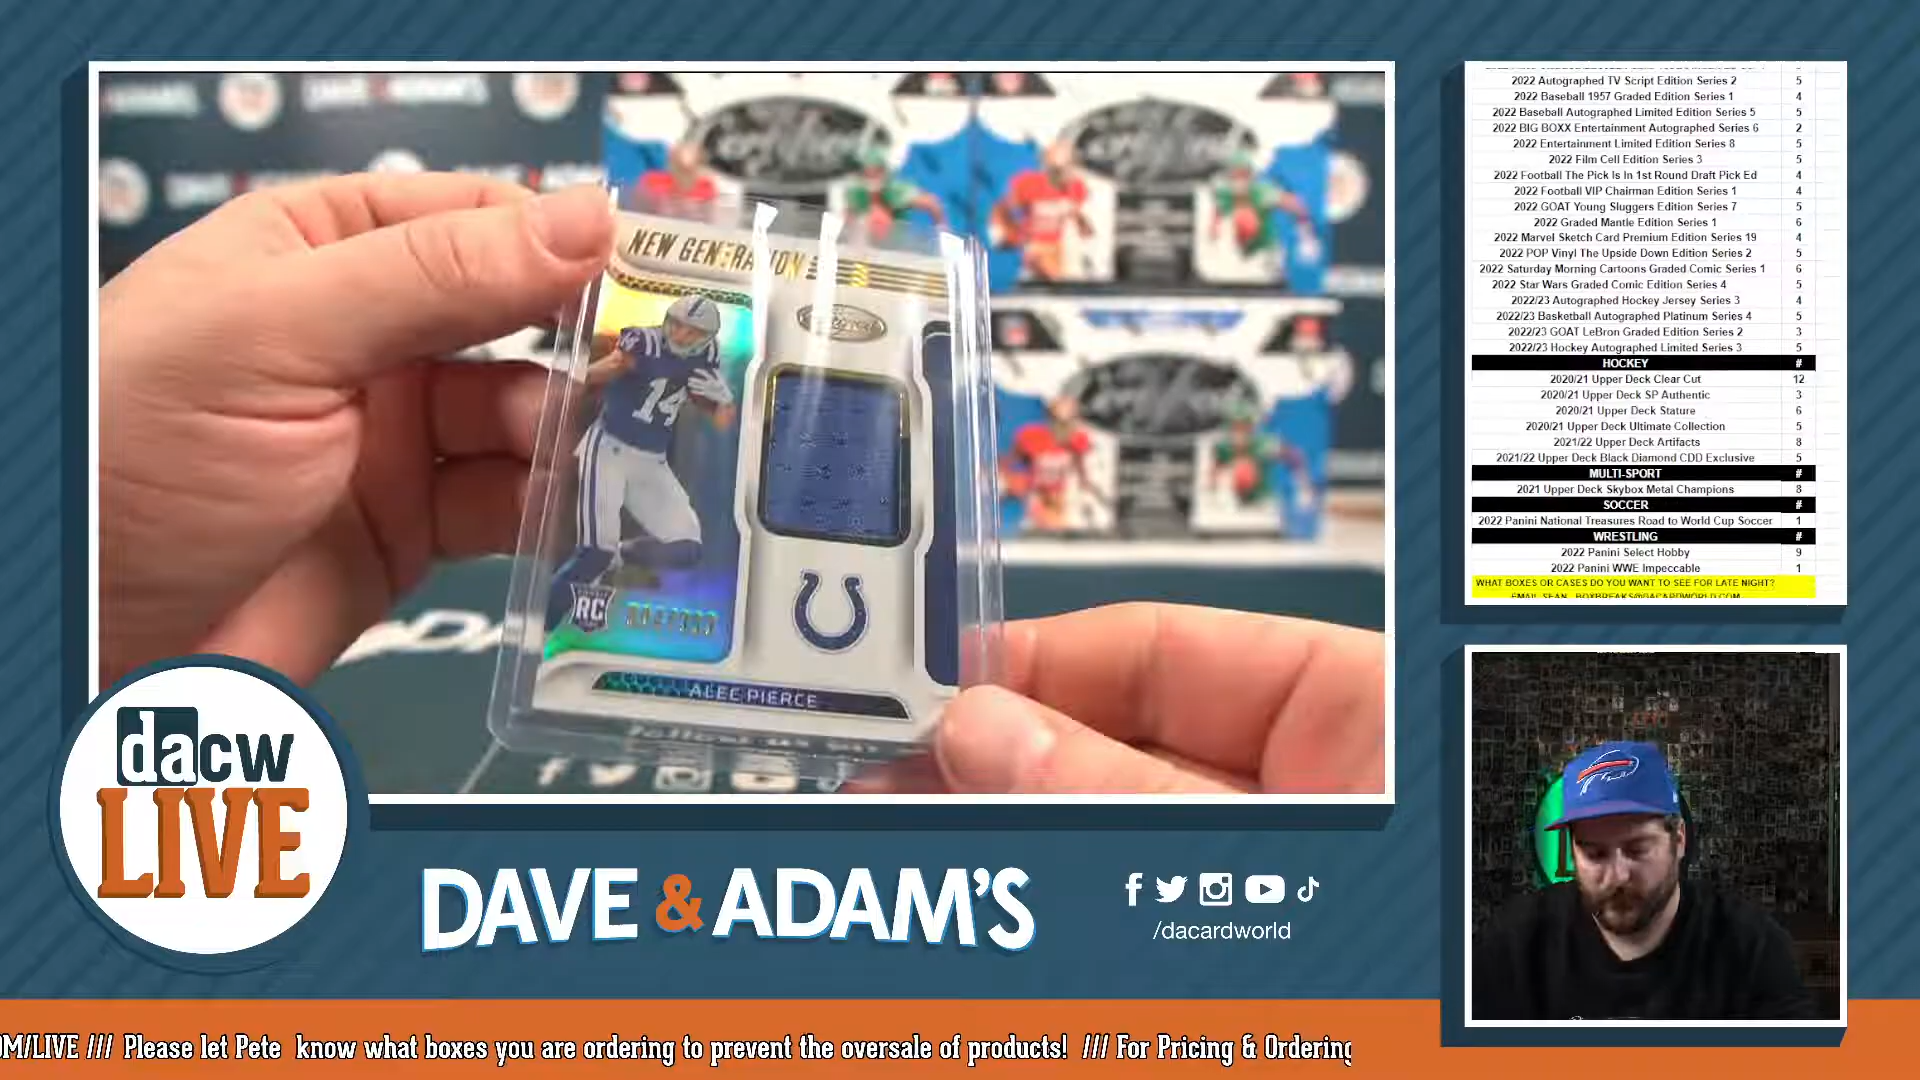 DAVE & ADAM'S
NEW GENERATION
Certified
14
RC
ALEC PIERCE
2022 Autographed TV Script Edition Series 2 5
2022 Baseball 1957 Graded Edition Series 1 4
2022 Baseball Autographed Limited Edition Series 5 5
2022 BIG BOXX Entertainment Autographed Series 6 2
2022 Entertainment Limited Edition Series 8 5
2022 Film Cell Edition Series 3 5
2022 Football The Pick Is In 1st Round Draft Pick Ed 4
2022 Football VIP Chairman Edition Series 1 4
2022 GOAT Young Sluggers Edition Series 7 5
2022 Graded Mantle Edition Series 1 6
2022 Marvel Sketch Card Premium Edition Series 19 4
2022 POP Vinyl The Upside Down Edition Series 2 5
2022 Saturday Morning Cartoons Graded Comic Series 1 6
2022 Star Wars Graded Comic Edition Series 4 5
2022/23 Autographed Hockey Jersey Series 3 4
2022/23 Basketball Autographed Platinum Series 4 5
2022/23 GOAT LeBron Graded Edition Series 2 3
2022/23 Hockey Autographed Limited Series 3 5
HOCKEY #
2020/21 Upper Deck Clear Cut 12
2020/21 Upper Deck SP Authentic 3
2020/21 Upper Deck Stature 6
2020/21 Upper Deck Ultimate Collection 5
2021/22 Upper Deck Artifacts 8
2021/22 Upper Deck Black Diamond CDD Exclusive 5
MULTI-SPORT #
2021 Upper Deck Skybox Metal Champions 8
SOCCER #
2022 Panini National Treasures Road to World Cup Soccer 1
WRESTLING #
2022 Panini Select Hobby 9
2022 Panini WWE Impeccable 1
WHAT BOXES OR CASES DO YOU WANT TO SEE FOR LATE NIGHT?
EMAIL SEAN - BOXBREAKS@DACARDWORLD.COM
dacw
LIVE
DAVE & ADAM'S
/dacardworld
OM/LIVE /// Please let Pete know what boxes you are ordering to prevent the oversale of products! /// For Pricing & Ordering